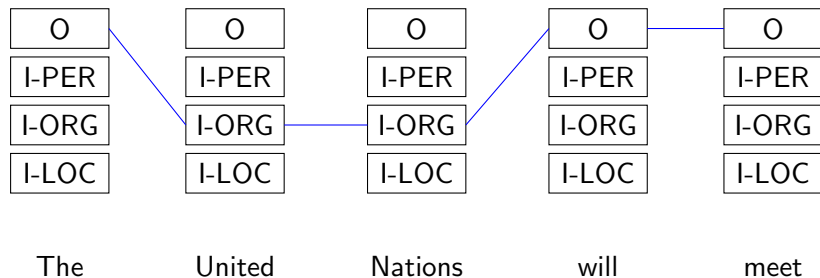 O O O O O
I-PER I-PER I-PER I-PER I-PER
I-ORG I-ORG I-ORG I-ORG I-ORG
I-LOC I-LOC I-LOC I-LOC I-LOC
The United Nations will meet